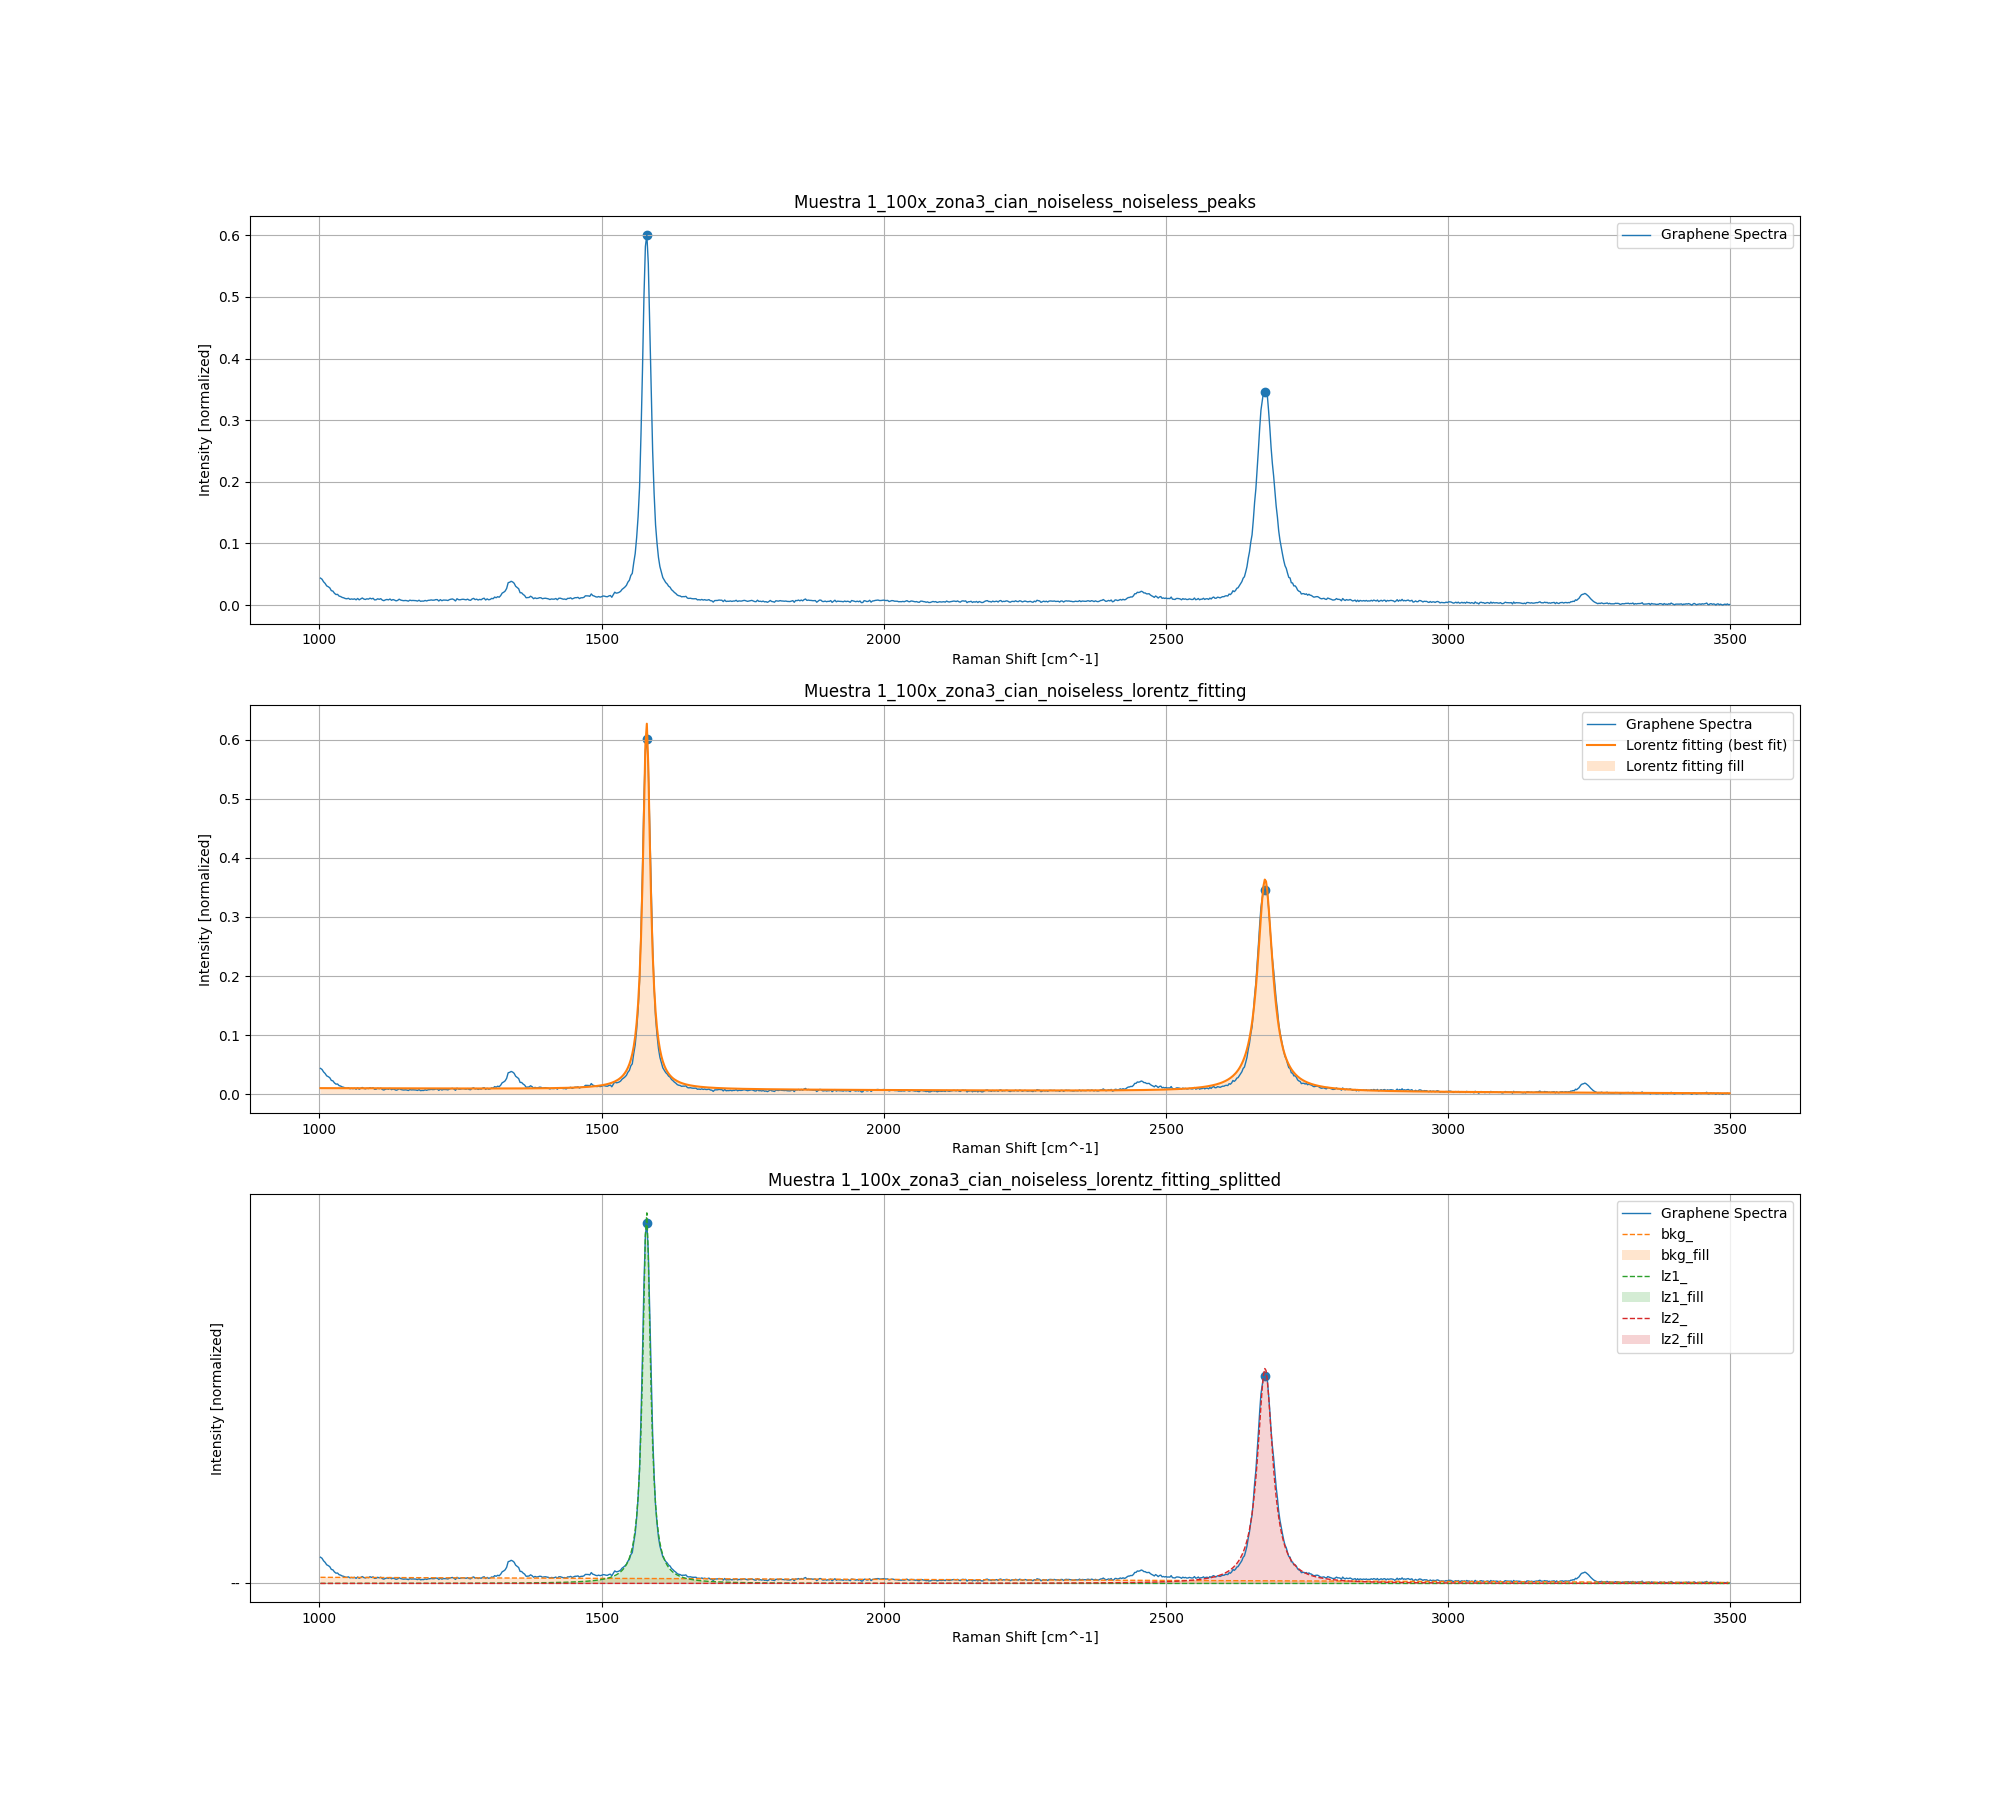 Muestra 1_100x_zona3_cian_noiseless_noiseless_peaks
Graphene Spectra
Intensity [normalized]
0.6
0.5
0.4
0.3
0.2
0.1
0.0
1000 1500 2000 2500 3000 3500
Raman Shift [cm^-1]
Muestra 1_100x_zona3_cian_noiseless_lorentz_fitting
Graphene Spectra
Lorentz fitting (best fit)
Lorentz fitting fill
Intensity [normalized]
0.6
0.5
0.4
0.3
0.2
0.1
0.0
1000 1500 2000 2500 3000 3500
Raman Shift [cm^-1]
Muestra 1_100x_zona3_cian_noiseless_lorentz_fitting_splitted
Graphene Spectra
bkg_
bkg_fill
lz1_
lz1_fill
lz2_
lz2_fill
Intensity [normalized]
--
1000 1500 2000 2500 3000 3500
Raman Shift [cm^-1]